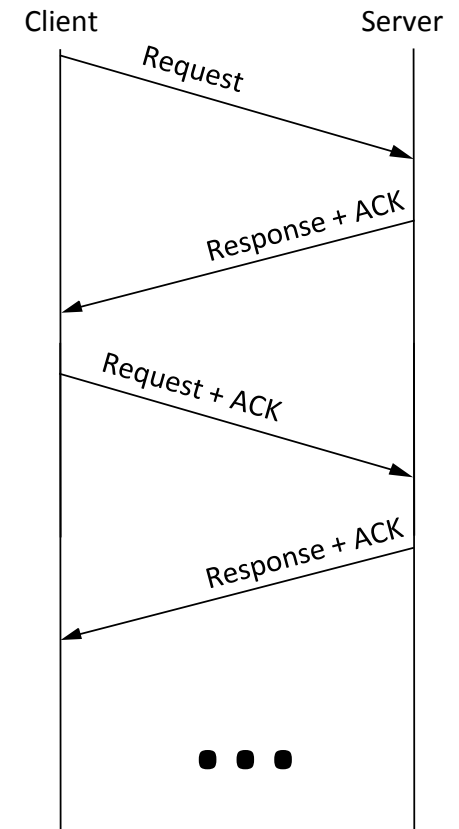 Client
Server
Request
Response + ACK
Request + ACK
Response + ACK